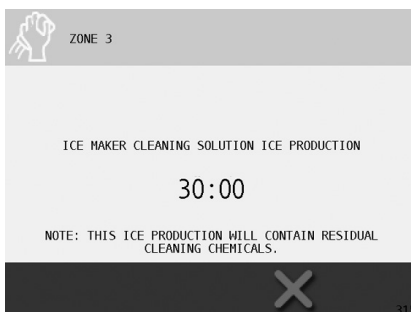 ZONE 3
ICE MAKER CLEANING SOLUTION ICE PRODUCTION
30:00
NOTE: THIS ICE PRODUCTION WILL CONTAIN RESIDUAL
CLEANING CHEMICALS.